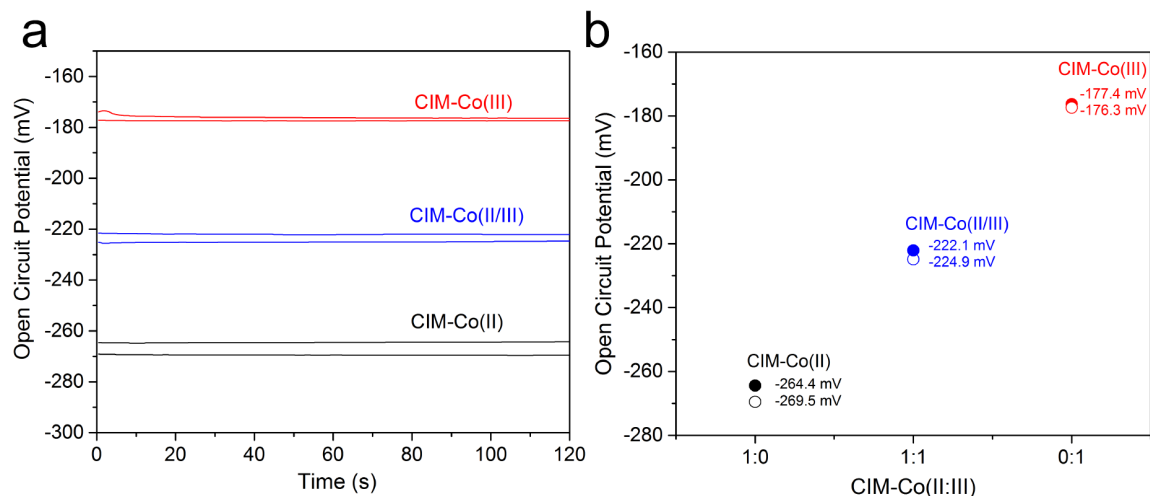 a
Open Circuit Potential (mV)
-160
-180
-200
-220
-240
-260
-280
-300
CIM-Co(III)
CIM-Co(II/III)
CIM-Co(II)
0 20 40 60 80 100 120
Time (s)
b
Open Circuit Potential (mV)
-160
-180
-200
-220
-240
-260
-280
CIM-Co(III)
-177.4 mV
-176.3 mV
CIM-Co(II/III)
-222.1 mV
-224.9 mV
CIM-Co(II)
-264.4 mV
-269.5 mV
1:0 1:1 0:1
CIM-Co(II:III)